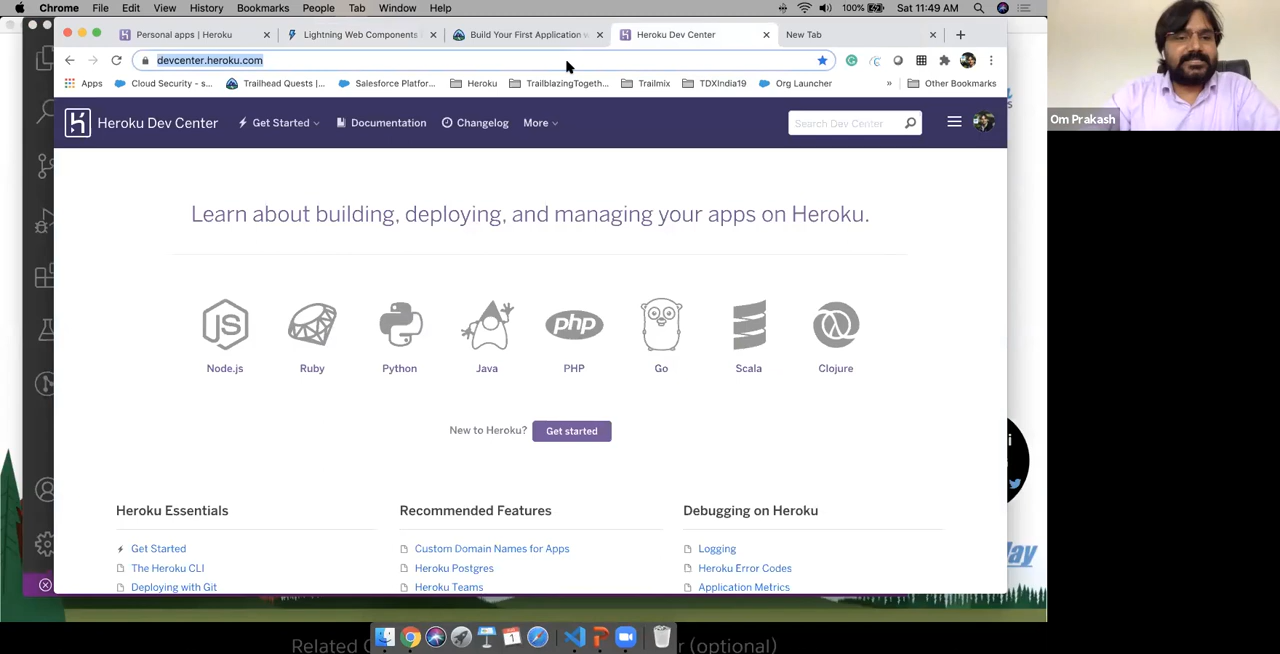 Chrome File Edit View History Bookmarks People Tab Window Help 100% Sat 11:49 AM
Personal apps | Heroku Lightning Web Components Build Your First Application w Heroku Dev Center New Tab
devcenter.heroku.com
Apps Cloud Security – s... Trailhead Quests |... Salesforce Platfor... Heroku TrailblazingTogeth... Trailmix TDXIndia19 Org Launcher » Other Bookmarks
Heroku Dev Center Get Started Documentation Changelog More Search Dev Center
Om Prakash
Learn about building, deploying, and managing your apps on Heroku.
JS php
Node.js Ruby Python Java PHP Go Scala Clojure
New to Heroku? Get started
Heroku Essentials Recommended Features Debugging on Heroku
Get Started Custom Domain Names for Apps Logging
The Heroku CLI Heroku Postgres Heroku Error Codes
Deploying with Git Heroku Teams Application Metrics
Related
(optional)